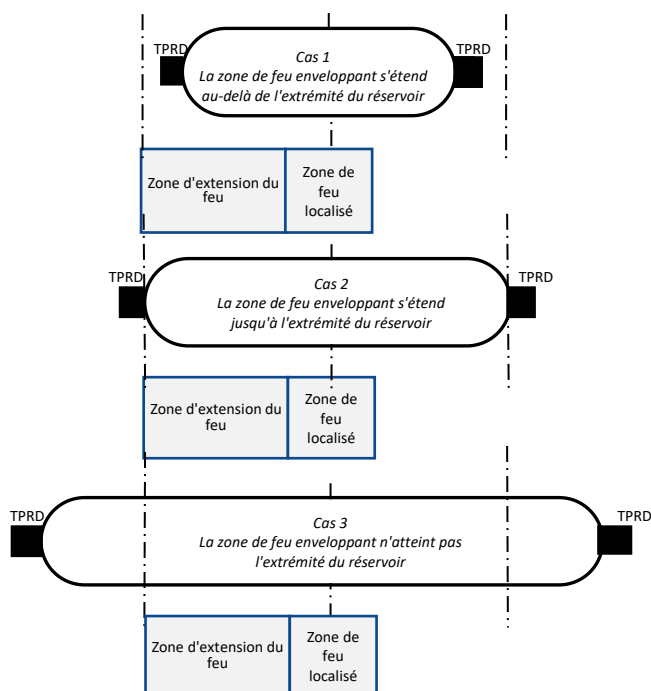 TPRD
TPRD
Cas 1
La zone de feu enveloppant s'étend
au-delà de l'extrémité du réservoir
Zone d'extension du
feu
Zone de
feu
localisé
TPRD
TPRD
Cas 2
La zone de feu enveloppant s'étend
jusqu'à l'extrémité du réservoir
Zone d'extension du
feu
Zone de
feu
localisé
TPRD
TPRD
Cas 3
La zone de feu enveloppant n'atteint pas
l'extrémité du réservoir
Zone d'extension du
feu
Zone de
feu
localisé